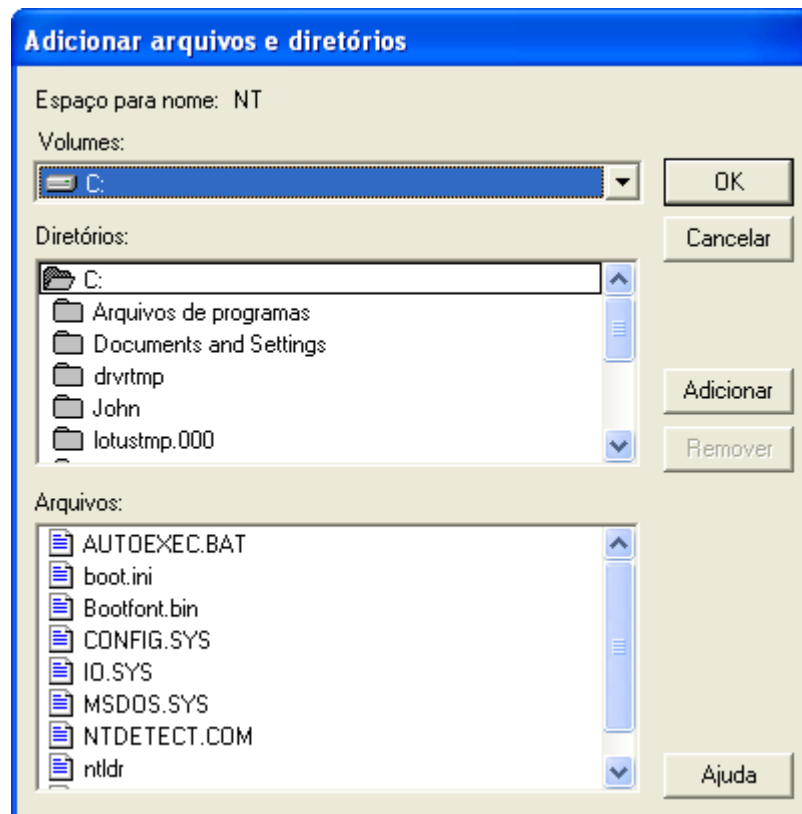 Adicionar arquivos e diretórios
Espaço para nome: NT
Volumes:
C:
OK
Diretórios:
Cancelar
C:
Arquivos de programas
Documents and Settings
drvrtmp
John
lotustmp.000
Adicionar
Remover
Arquivos:
AUTOEXEC.BAT
boot.ini
Bootfont.bin
CONFIG.SYS
IO.SYS
MSDOS.SYS
NTDETECT.COM
ntldr
Ajuda